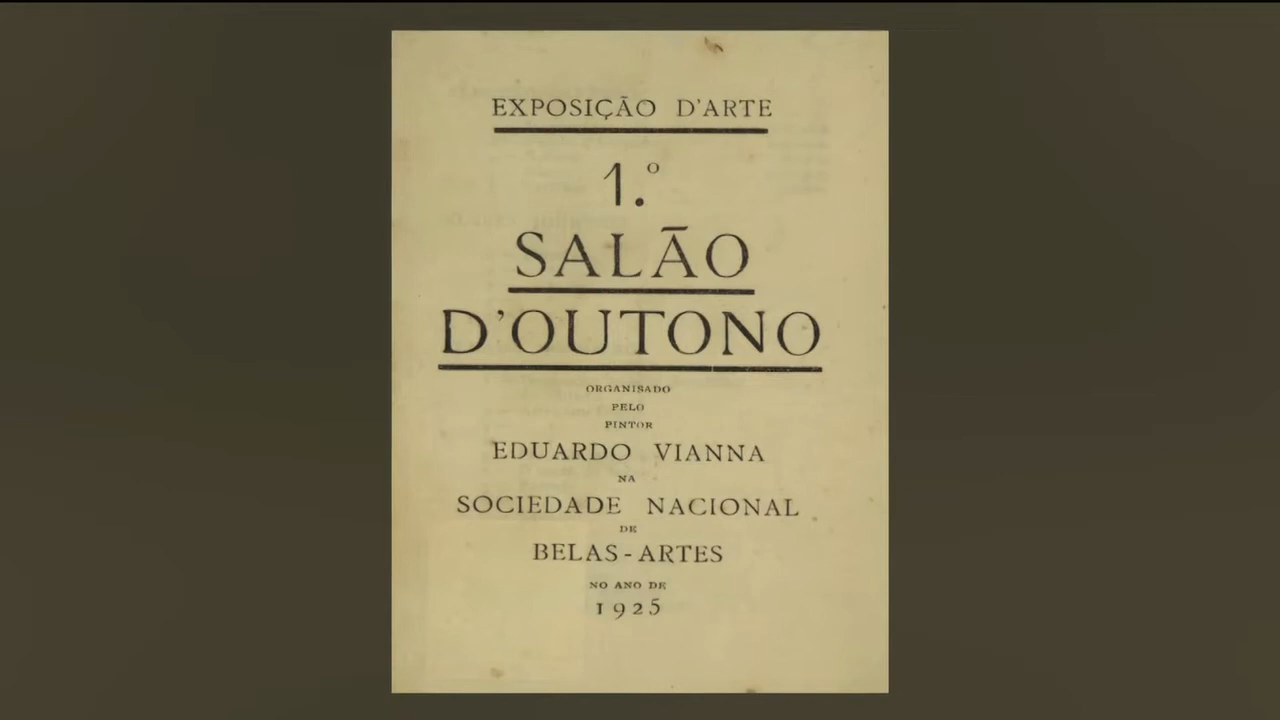 EXPOSIÇÃO D'ARTE
1.º
SALÃO
D'OUTONO
ORGANISADO
PELO
PINTOR
EDUARDO VIANNA
NA
SOCIEDADE NACIONAL
DE
BELAS-ARTES
NO ANO DE
1925